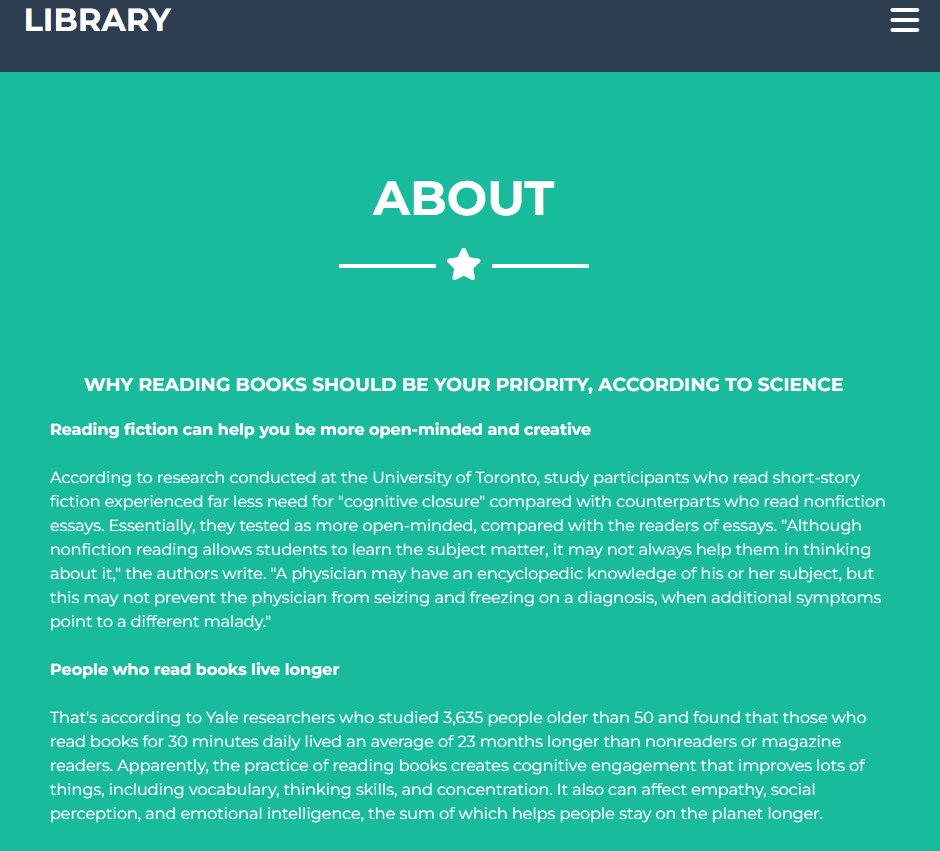 LIBRARY
ABOUT
WHY READING BOOKS SHOULD BE YOUR PRIORITY, ACCORDING TO SCIENCE
Reading fiction can help you be more open-minded and creative
According to research conducted at the University of Toronto, study participants who read short-story
fiction experienced far less need for "cognitive closure" compared with counterparts who read nonfiction
essays. Essentially, they tested as more open-minded, compared with the readers of essays. "Although
nonfiction reading allows students to learn the subject matter, it may not always help them in thinking
about it," the authors write. "A physician may have an encyclopedic knowledge of his or her subject, but
this may not prevent the physician from seizing and freezing on a diagnosis, when additional symptoms
point to a different malady."
People who read books live longer
That's according to Yale researchers who studied 3,635 people older than 50 and found that those who
read books for 30 minutes daily lived an average of 23 months longer than nonreaders or magazine
readers. Apparently, the practice of reading books creates cognitive engagement that improves lots of
things, including vocabulary, thinking skills, and concentration. It also can affect empathy, social
perception, and emotional intelligence, the sum of which helps people stay on the planet longer.